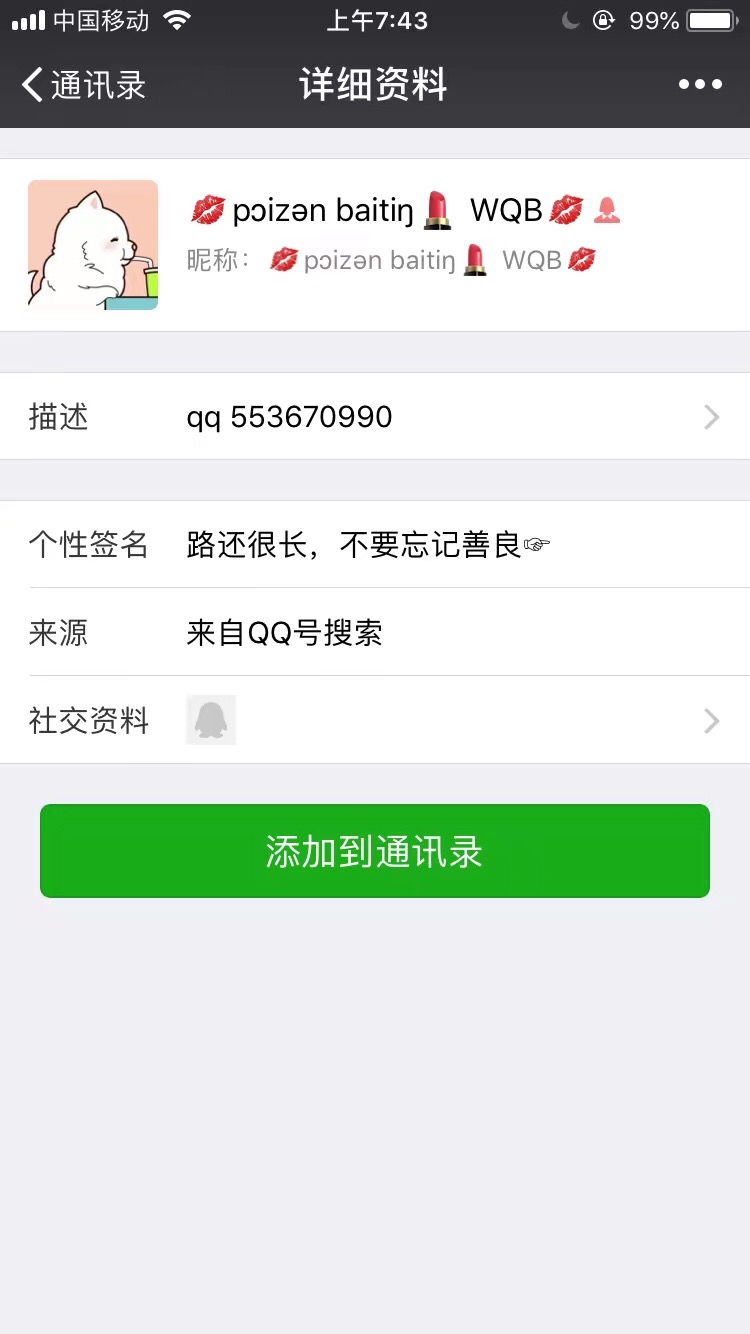 中国移动 上午7:43 99%
通讯录 详细资料
💋pɔizən baitiŋ💄 WQB💋
昵称：💋pɔizən baitiŋ💄 WQB💋
描述 qq 553670990
个性签名 路还很长，不要忘记善良☞
来源 来自QQ号搜索
社交资料
添加到通讯录